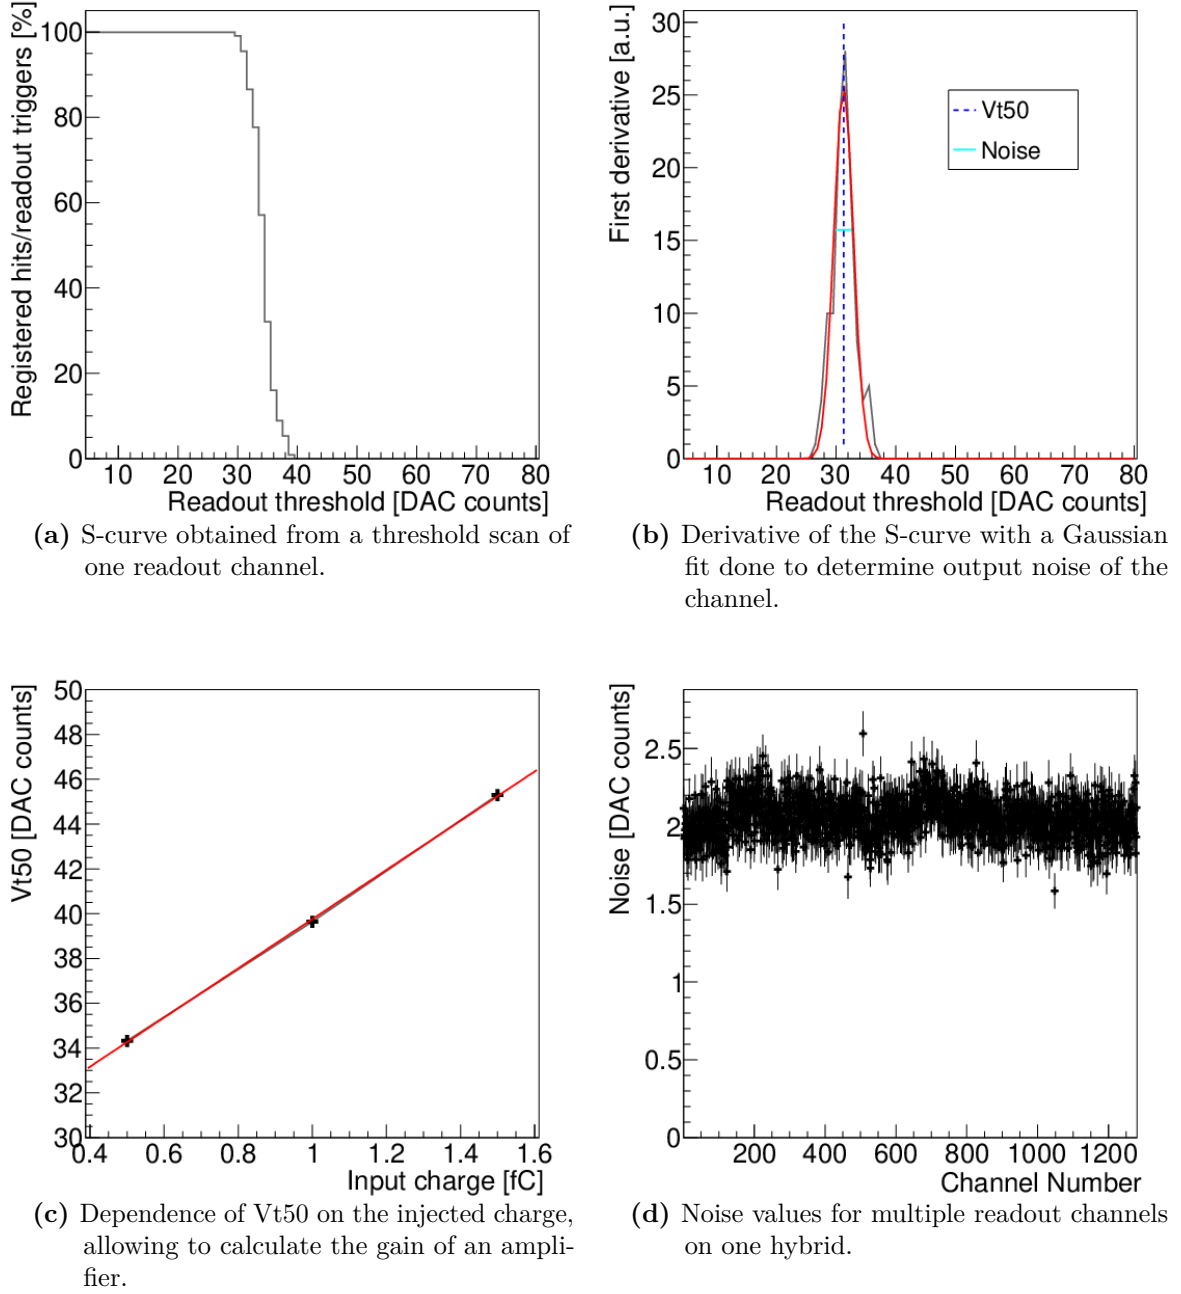 Registered hits/readout triggers [%]
100
80
60
40
20
0
10 20 30 40 50 60 70 80
Readout threshold [DAC counts]
(a) S-curve obtained from a threshold scan of
one readout channel.
First derivative [a.u.]
30
25
20
15
10
5
0
Vt50
Noise
10 20 30 40 50 60 70 80
Readout threshold [DAC counts]
(b) Derivative of the S-curve with a Gaussian
fit done to determine output noise of the
channel.
Vt50 [DAC counts]
50
48
46
44
42
40
38
36
34
32
30
0.4 0.6 0.8 1 1.2 1.4 1.6
Input charge [fC]
(c) Dependence of Vt50 on the injected charge,
allowing to calculate the gain of an ampli-
fier.
Noise [DAC counts]
2.5
2
1.5
1
0.5
0
200 400 600 800 1000 1200
Channel Number
(d) Noise values for multiple readout channels
on one hybrid.